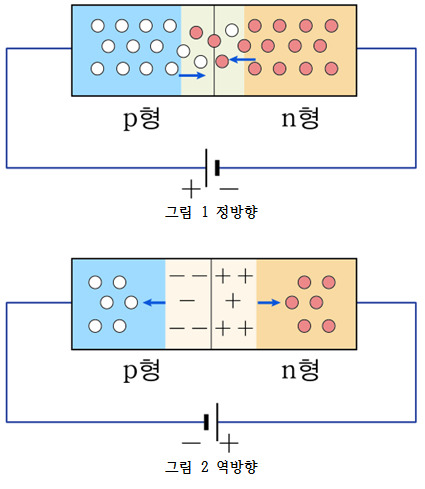 p형 n형
+ −
그림 1 정방향
− − + +
− +
− − + +
p형 n형
− +
그림 2 역방향